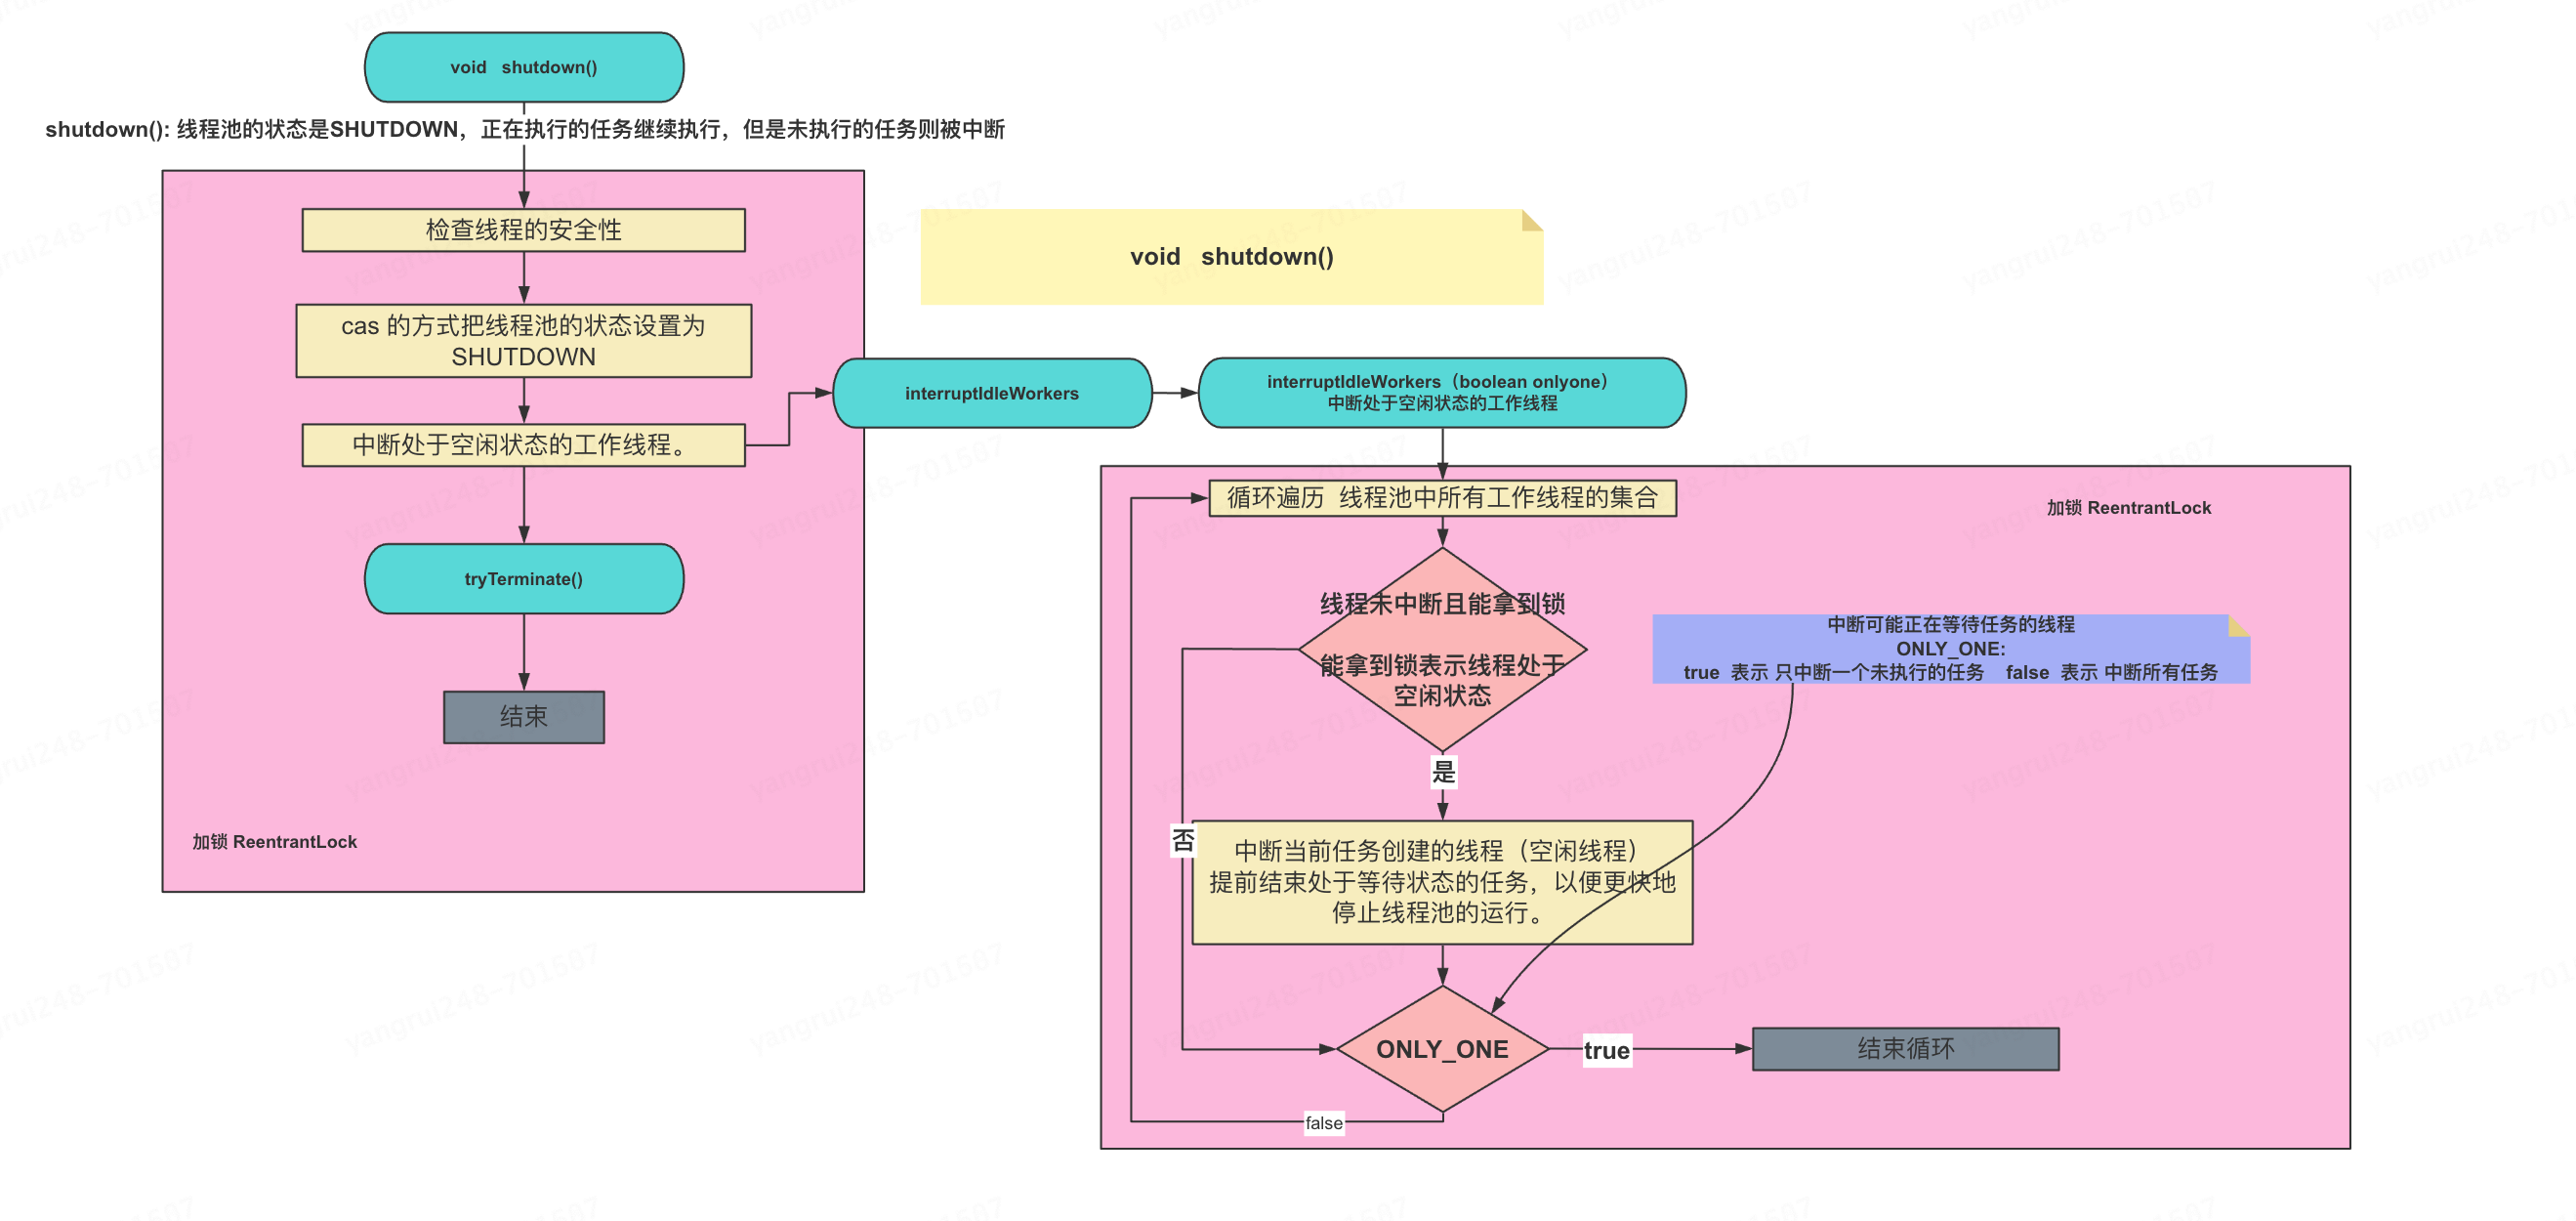 void shutdown()
shutdown(): 线程池的状态是SHUTDOWN，正在执行的任务继续执行，但是未执行的任务则被中断
检查线程的安全性
cas 的方式把线程池的状态设置为
SHUTDOWN
中断处于空闲状态的工作线程。
tryTerminate()
结束
加锁 ReentrantLock
void shutdown()
interruptIdleWorkers
interruptIdleWorkers（boolean onlyone）
中断处于空闲状态的工作线程
循环遍历 线程池中所有工作线程的集合
加锁 ReentrantLock
线程未中断且能拿到锁
能拿到锁表示线程处于
空闲状态
中断可能正在等待任务的线程
ONLY_ONE:
true 表示 只中断一个未执行的任务 false 表示 中断所有任务
是
否
中断当前任务创建的线程（空闲线程）
提前结束处于等待状态的任务，以便更快地
停止线程池的运行。
ONLY_ONE
true
结束循环
false
yangrui248-701587